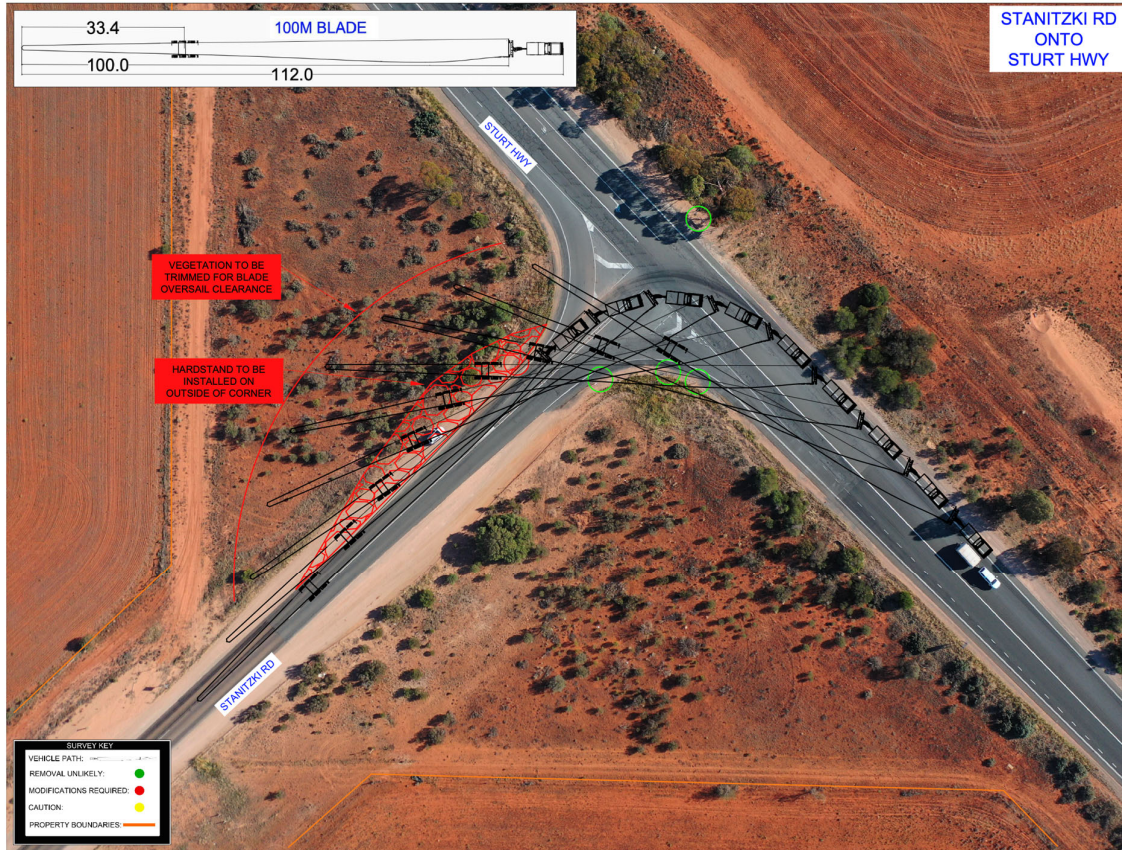 33.4
100M BLADE
100.0
112.0
STANITZKI RD
ONTO
STURT HWY
STURT HWY
VEGETATION TO BE
TRIMMED FOR BLADE
OVERSAIL CLEARANCE
HARDSTAND TO BE
INSTALLED ON
OUTSIDE OF CORNER
STANITZKI RD
SURVEY KEY
VEHICLE PATH:
REMOVAL UNLIKELY:
MODIFICATIONS REQUIRED:
CAUTION:
PROPERTY BOUNDARIES: